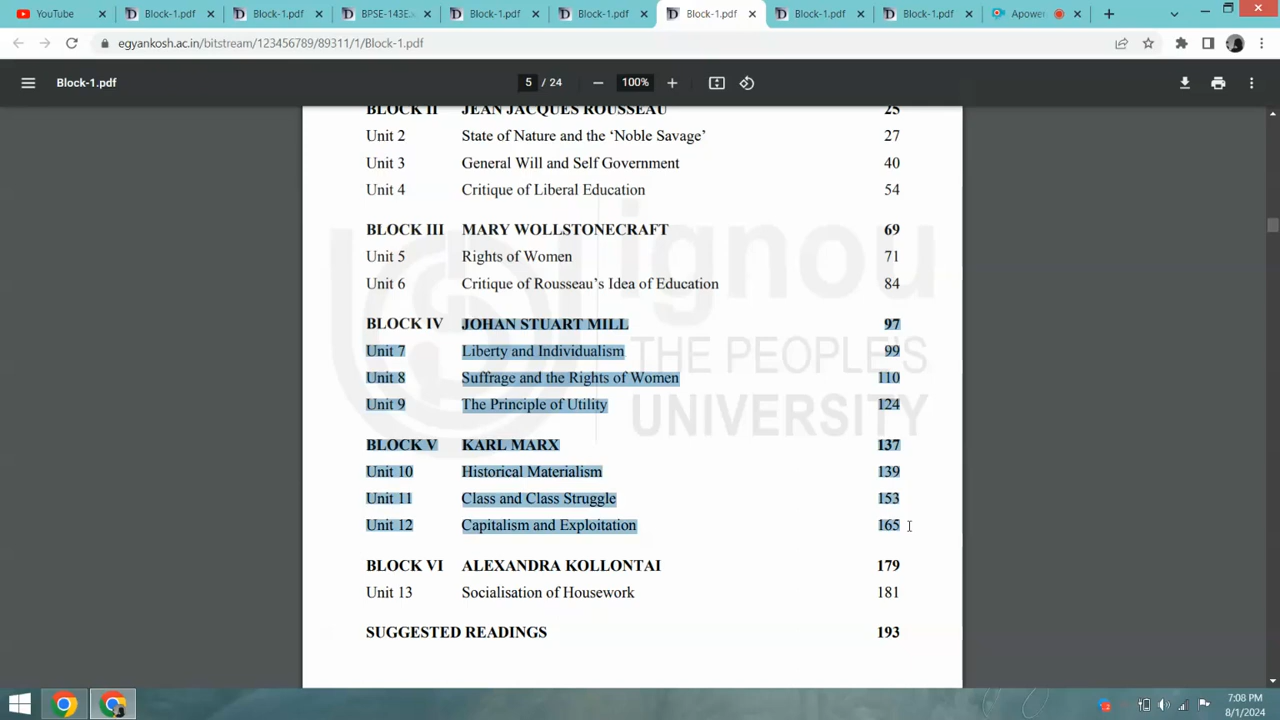 YouTube
Block-1.pdf
Block-1.pdf
BPSE-143E
Block-1.pdf
Block-1.pdf
Block-1.pdf
Block-1.pdf
Block-1.pdf
Apower
egyankosh.ac.in/bitstream/123456789/89311/1/Block-1.pdf
Block-1.pdf
5 / 24
100%
BLOCK II JEAN JACQUES ROUSSEAU 25
Unit 2 State of Nature and the ‘Noble Savage’ 27
Unit 3 General Will and Self Government 40
Unit 4 Critique of Liberal Education 54
BLOCK III MARY WOLLSTONECRAFT 69
Unit 5 Rights of Women 71
Unit 6 Critique of Rousseau’s Idea of Education 84
BLOCK IV JOHAN STUART MILL 97
Unit 7 Liberty and Individualism 99
Unit 8 Suffrage and the Rights of Women 110
Unit 9 The Principle of Utility 124
BLOCK V KARL MARX 137
Unit 10 Historical Materialism 139
Unit 11 Class and Class Struggle 153
Unit 12 Capitalism and Exploitation 165
BLOCK VI ALEXANDRA KOLLONTAI 179
Unit 13 Socialisation of Housework 181
SUGGESTED READINGS 193
ignou
THE PEOPLE'S
UNIVERSITY
7:08 PM
8/1/2024